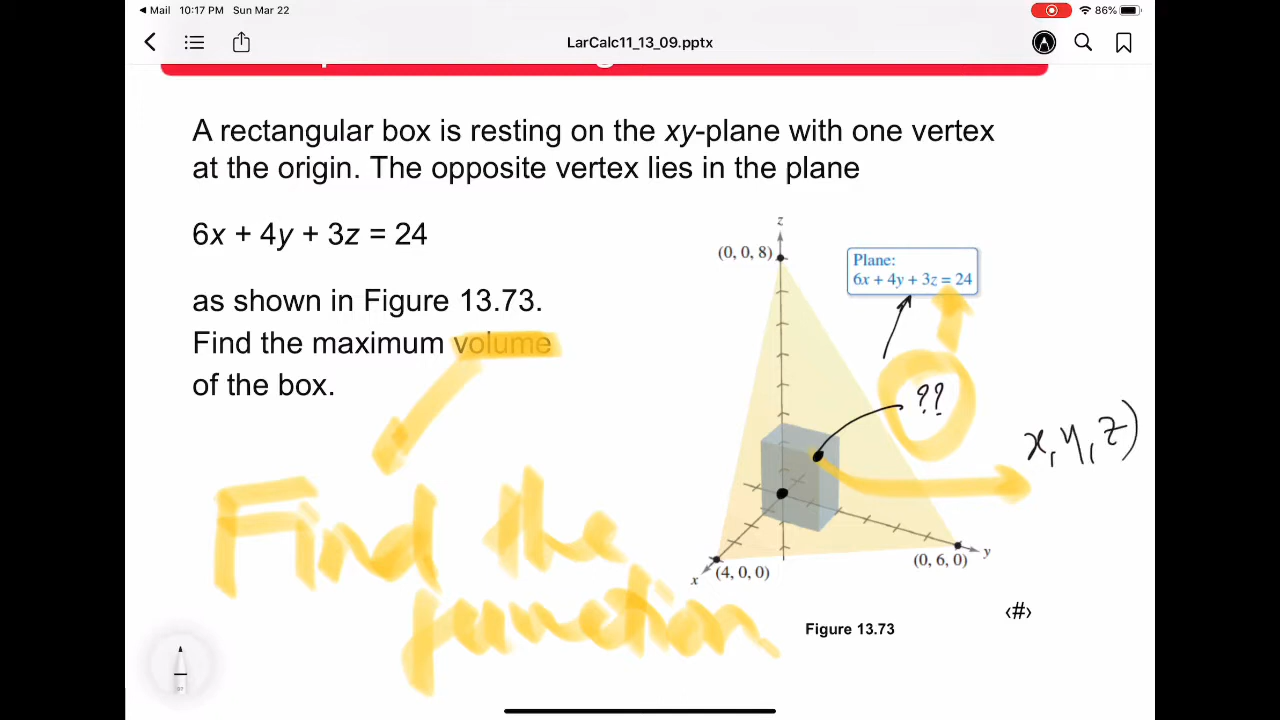 Mail 10:17 PM Sun Mar 22
86%
LarCalc11_13_09.pptx
A rectangular box is resting on the xy-plane with one vertex
at the origin. The opposite vertex lies in the plane
6x + 4y + 3z = 24
as shown in Figure 13.73.
Find the maximum volume
of the box.
z
(0, 0, 8)
Plane:
6x + 4y + 3z = 24
??
x, y, z)
Find the
function
x
(4, 0, 0)
(0, 6, 0)
y
Figure 13.73
‹#›